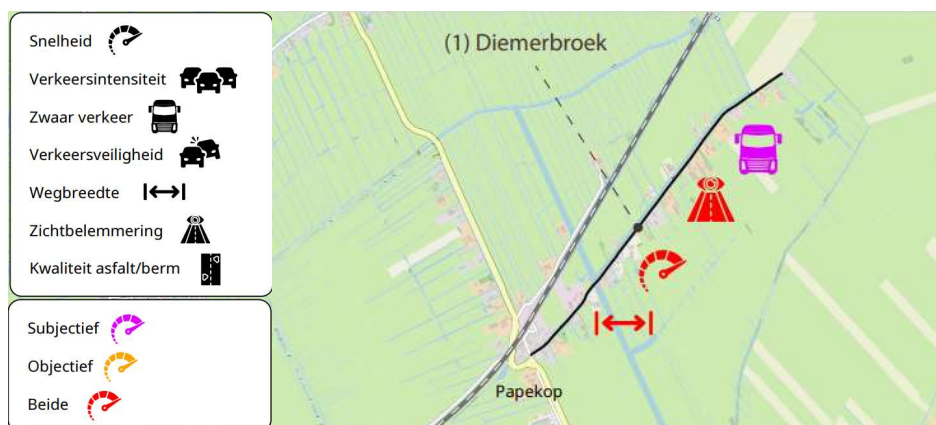 Snelheid
Verkeersintensiteit
Zwaar verkeer
Verkeersveiligheid
Wegbreedte
Zichtbelemmering
Kwaliteit asfalt/berm
Subjectief
Objectief
Beide
(1) Diemerbroek
Papekop